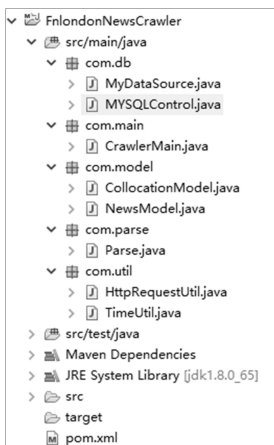 FnlondonNewsCrawler
src/main/java
com.db
MyDataSource.java
MYSQLControl.java
com.main
CrawlerMain.java
com.model
CollocationModel.java
NewsModel.java
com.parse
Parse.java
com.util
HttpRequestUtil.java
TimeUtil.java
src/test/java
Maven Dependencies
JRE System Library [jdk1.8.0_65]
src
target
pom.xml